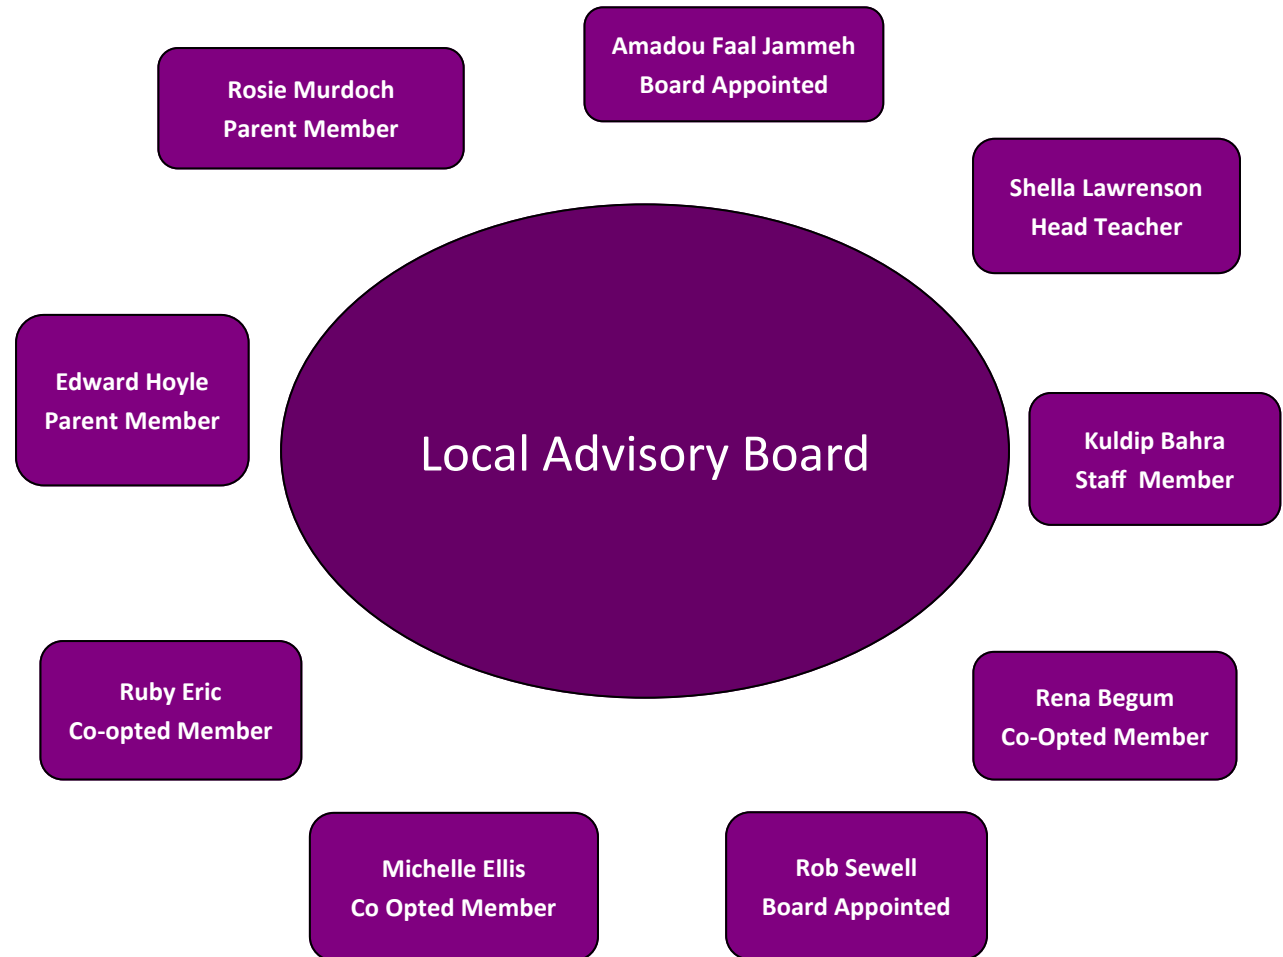 Amadou Faal Jammeh
Board Appointed
Rosie Murdoch
Parent Member
Shella Lawrenson
Head Teacher
Edward Hoyle
Parent Member
Local Advisory Board
Kuldip Bahra
Staff  Member
Ruby Eric
Co-opted Member
Rena Begum
Co-Opted Member
Michelle Ellis
Co Opted Member
Rob Sewell
Board Appointed